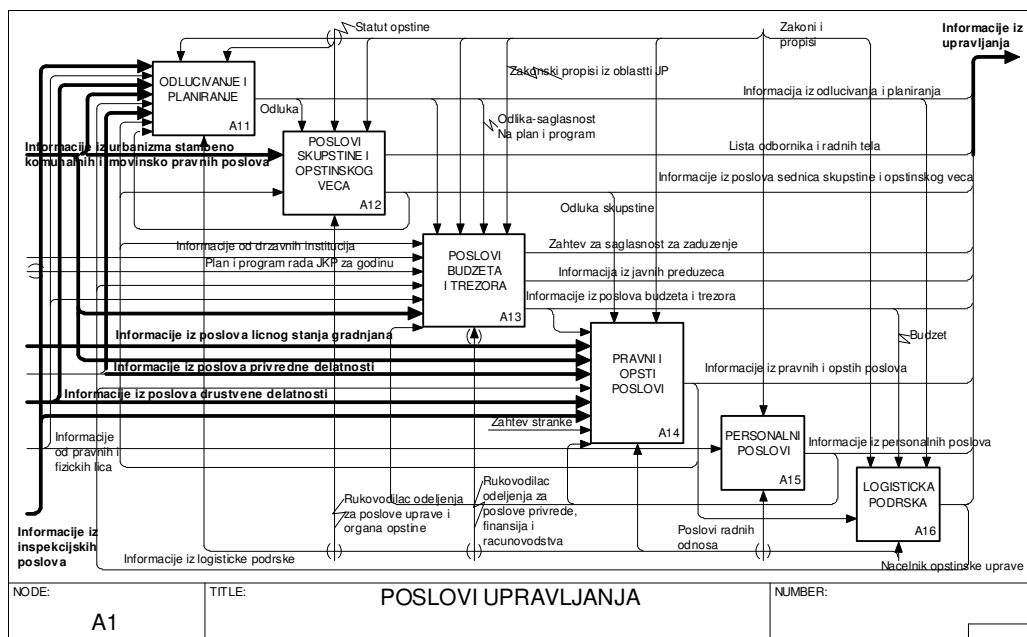 Statut opstine
Zakoni i
propisi
Informacije iz
upravljanja
ODLUCIVANJE I
PLANIRANJE
A11
Zakonski propisi iz oblastti JP
Informacija iz odlucivanja i planiranja
Odluka
Odlika-saglasnost
Na plan i program
Informacije iz urbanizma stambeno
komunalnih i imovinsko pravnih poslova
POSLOVI
SKUPSTINE I
OPSTINSKOG
VECA
A12
Lista odbornika i radnih tela
Informacije iz poslova sednica skupstine i opstinskog veca
Odluka skupstine
Informacije od drzavnih institucija
Plan i program rada JKP za godinu
POSLOVI
BUDZETA
I TREZORA
A13
Zahtev za saglasnost za zaduzenje
Informacija iz javnih preduzeca
Informacije iz poslova budzeta i trezora
Informacije iz poslova licnog stanja gradnjana
Budzet
Informacije iz poslova privredne delatnosti
PRAVNI I
OPSTI
POSLOVI
A14
Informacije iz pravnih i opstih poslova
Informacije iz poslova drustvene delatnosti
Zahtev stranke
Informacije
od pravnih i
fizickih lica
PERSONALNI
POSLOVI
A15
Informacije iz personalnih poslova
LOGISTICKA
PODRSKA
A16
Rukovodilac odeljenja
za poslove uprave i
organa opstine
Rukovodilac
odeljenja za
poslove privrede,
finansija i
racunovodstva
Poslovi radnih
odnosa
Informacije iz
inspekcijskih
poslova
Informacije iz logisticke podrske
Nacelnik opstinske uprave
NODE:
A1
TITLE:
POSLOVI UPRAVLJANJA
NUMBER: